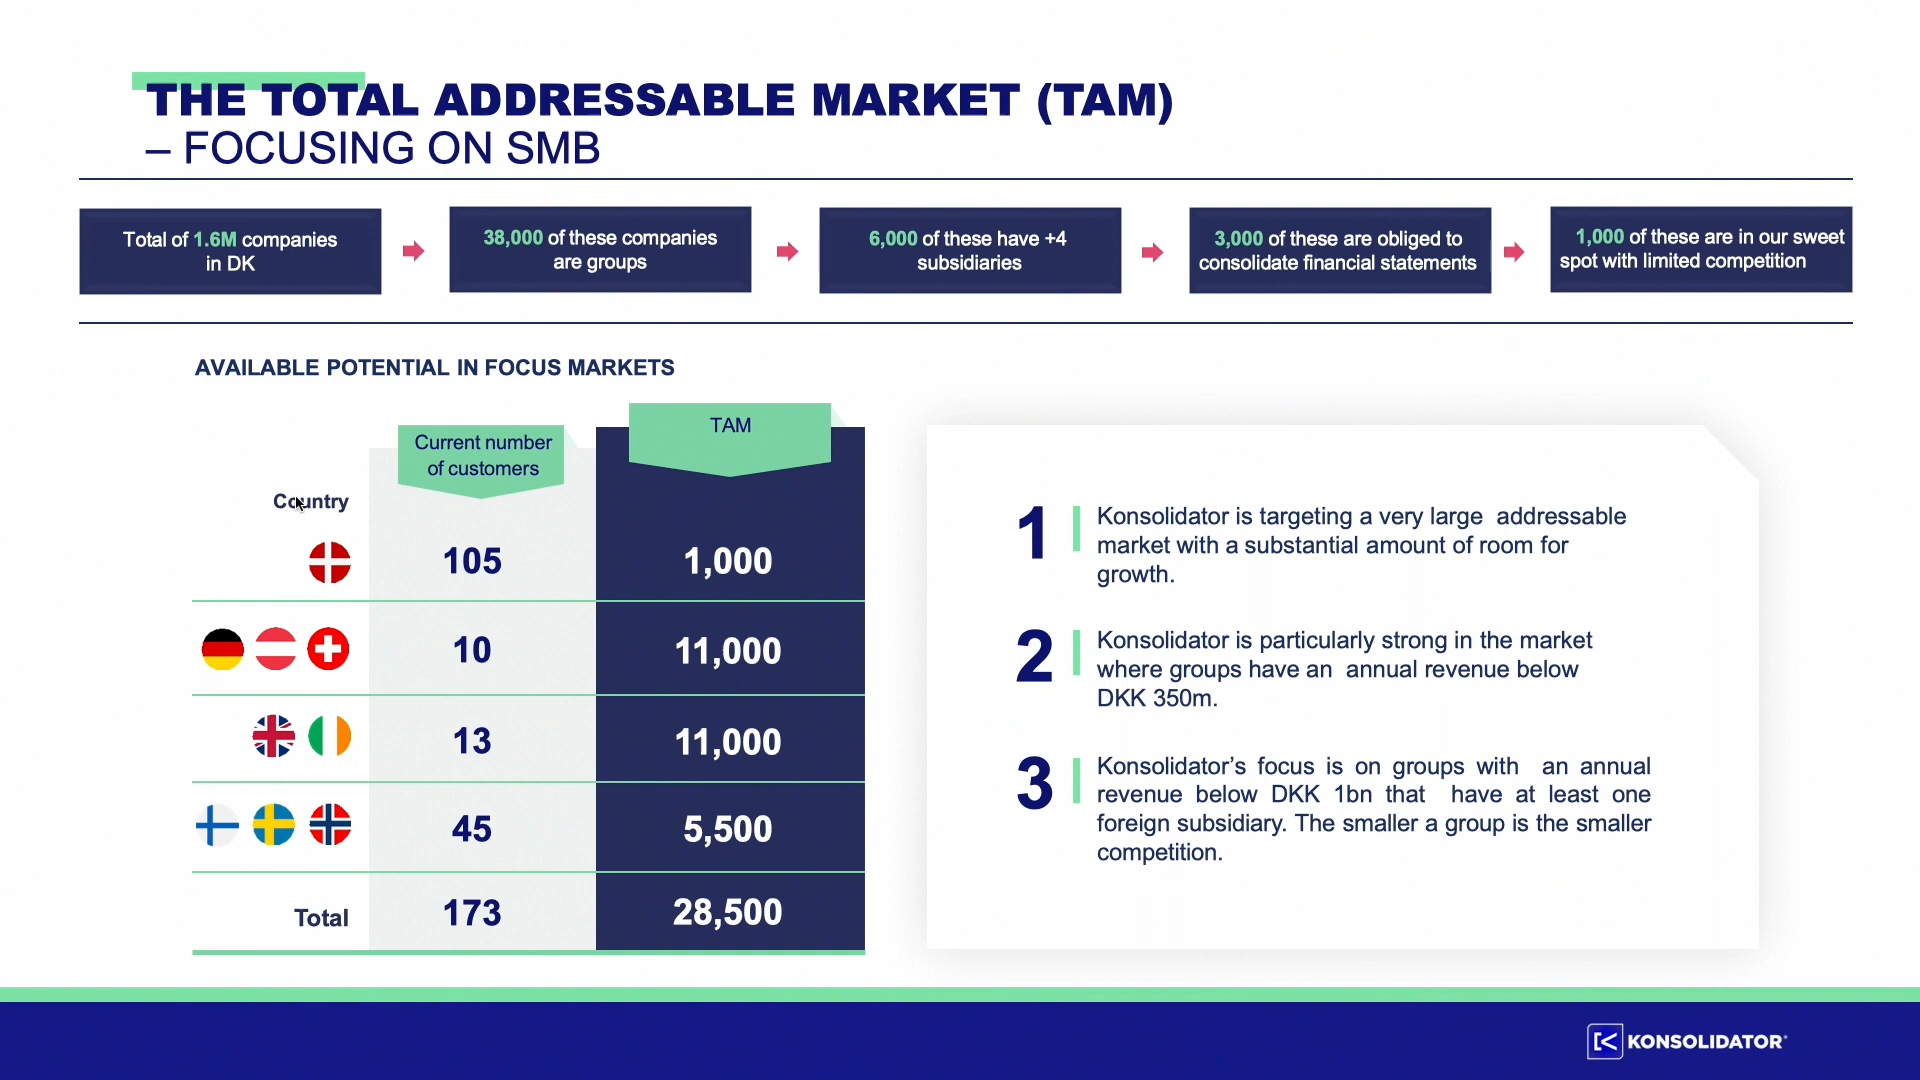 THE TOTAL ADDRESSABLE MARKET (TAM)
– FOCUSING ON SMB
Total of 1.6M companies
in DK
38,000 of these companies
are groups
6,000 of these have +4
subsidiaries
3,000 of these are obliged to
consolidate financial statements
1,000 of these are in our sweet
spot with limited competition
AVAILABLE POTENTIAL IN FOCUS MARKETS
Country
Current number
of customers
TAM
105
1,000
10
11,000
13
11,000
45
5,500
Total
173
28,500
1
Konsolidator is targeting a very large addressable
market with a substantial amount of room for
growth.
2
Konsolidator is particularly strong in the market
where groups have an annual revenue below
DKK 350m.
3
Konsolidator’s focus is on groups with an annual
revenue below DKK 1bn that have at least one
foreign subsidiary. The smaller a group is the smaller
competition.
KONSOLIDATOR®